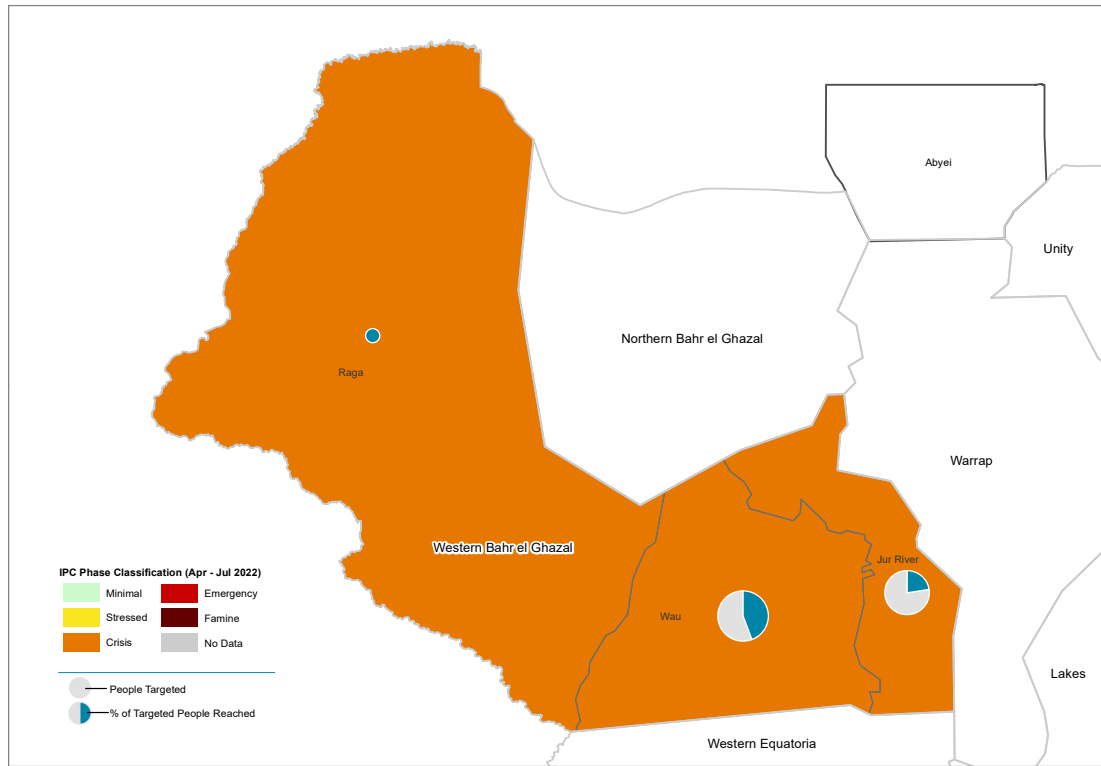 Abyei
Unity
Northern Bahr el Ghazal
Raga
Warrap
Western Bahr el Ghazal
Jur River
Wau
Lakes
Western Equatoria
IPC Phase Classification (Apr - Jul 2022)
Minimal
Emergency
Stressed
Famine
Crisis
No Data
People Targeted
% of Targeted People Reached